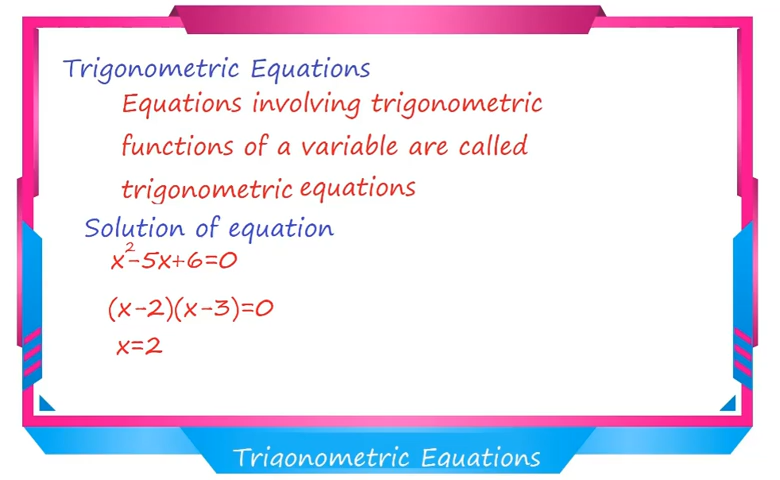 Trigonometric Equations
Equations involving trigonometric
functions of a variable are called
trigonometric equations
Solution of equation
x²-5x+6=0
(x-2)(x-3)=0
x=2
Trigonometric Equations